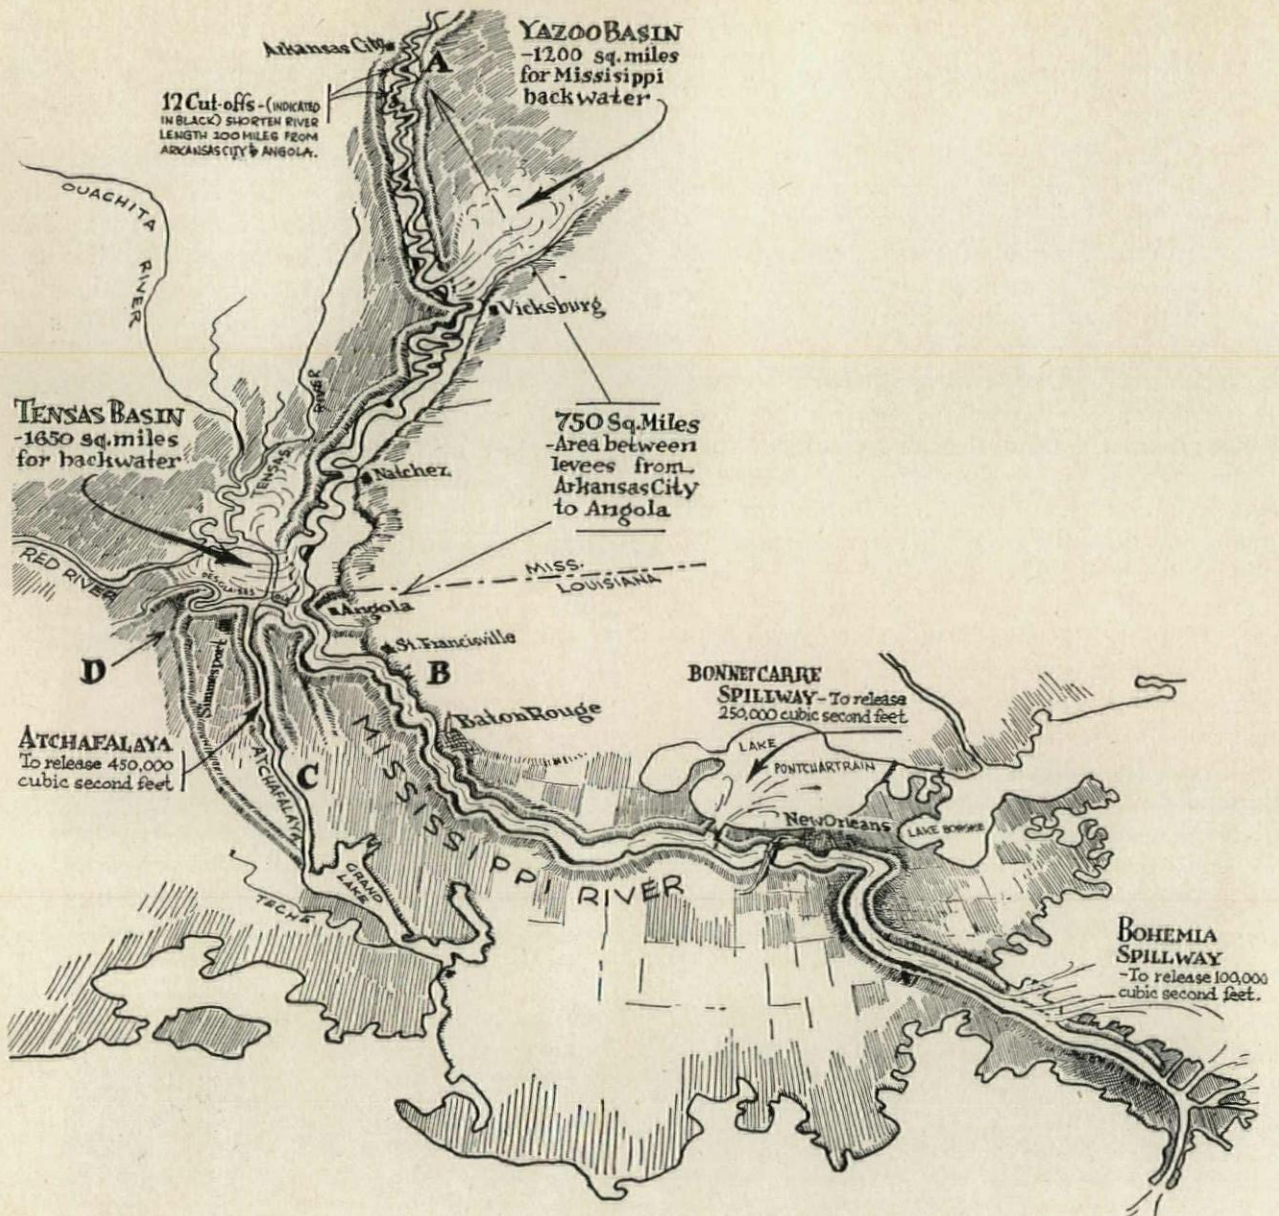 Arkansas City
A
YAZOO BASIN
-1200 sq. miles
for Missisippi
backwater
12 Cut-offs-(INDICATED
IN BLACK) SHORTEN RIVER
LENGTH 200 MILES FROM
ARKANSAS CITY & ANGOLA.
OUACHITA
RIVER
Vicksburg
TENSAS BASIN
-1650 sq. miles
for backwater
TENSAS
RIVER
750 Sq. Miles
-Area between
levees from
Arkansas City
to Angola
Natchez
RED RIVER
MISS.
LOUISIANA
Angola
St. Francisville
D
B
Simmesport
BONNET CARRE
SPILLWAY-To release
250,000 cubic second feet
Baton Rouge
ATCHAFALAYA
To release 450,000
cubic second feet
ATCHAFALAYA
C
LAKE
PONTCHARTRAIN
New Orleans
LAKE BORGNE
MISSISSIPPI RIVER
GRAND
LAKE
TECHE
BOHEMIA
SPILLWAY
-To release 100,000
cubic second feet.